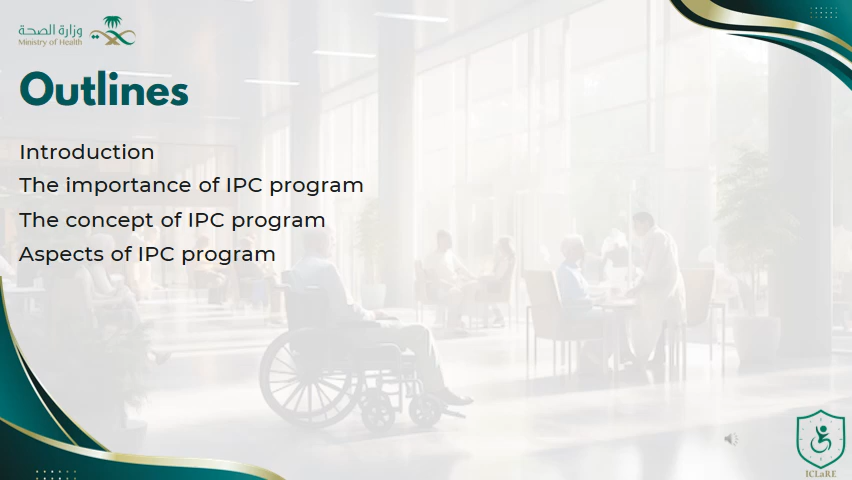 وزارة الصحة
Ministry of Health
Outlines
Introduction
The importance of IPC program
The concept of IPC program
Aspects of IPC program
ICLaRE